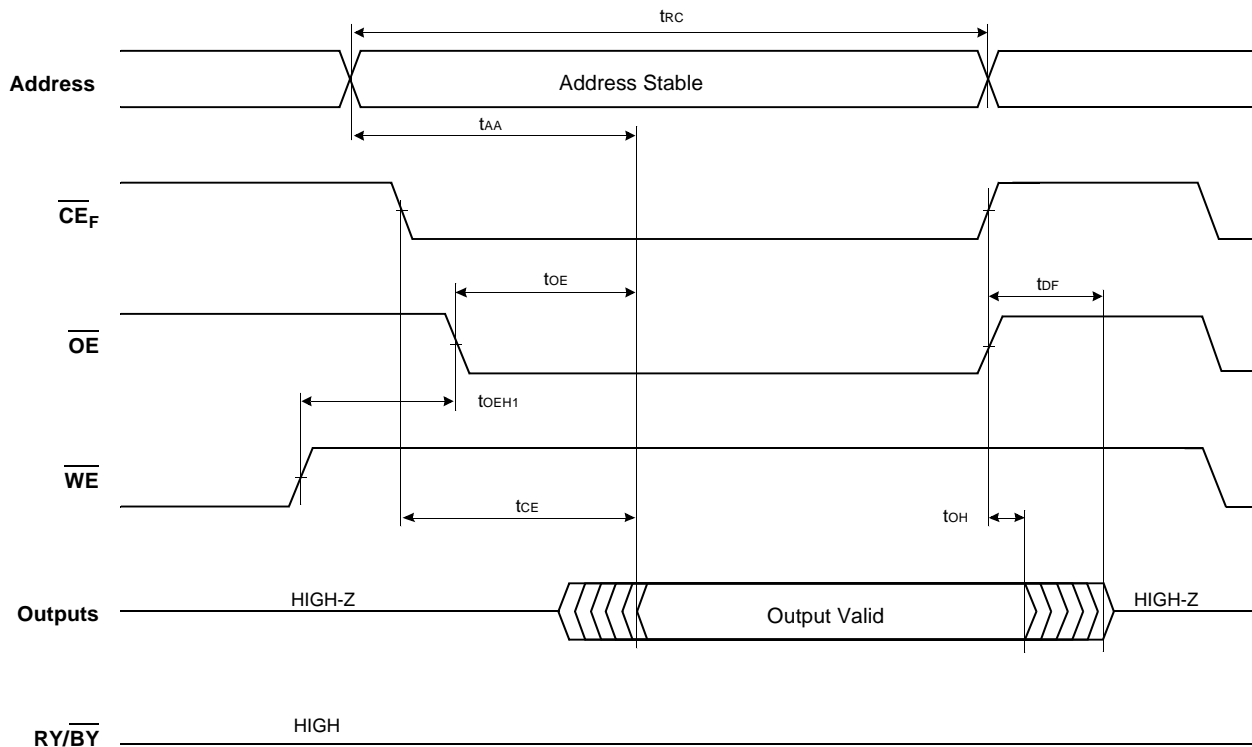 tRC
Address
Address Stable
tAA
CEF
tOE
tDF
OE
tOEH1
WE
tCE
tOH
HIGH-Z
Outputs
Output Valid
HIGH-Z
HIGH
RY/BY